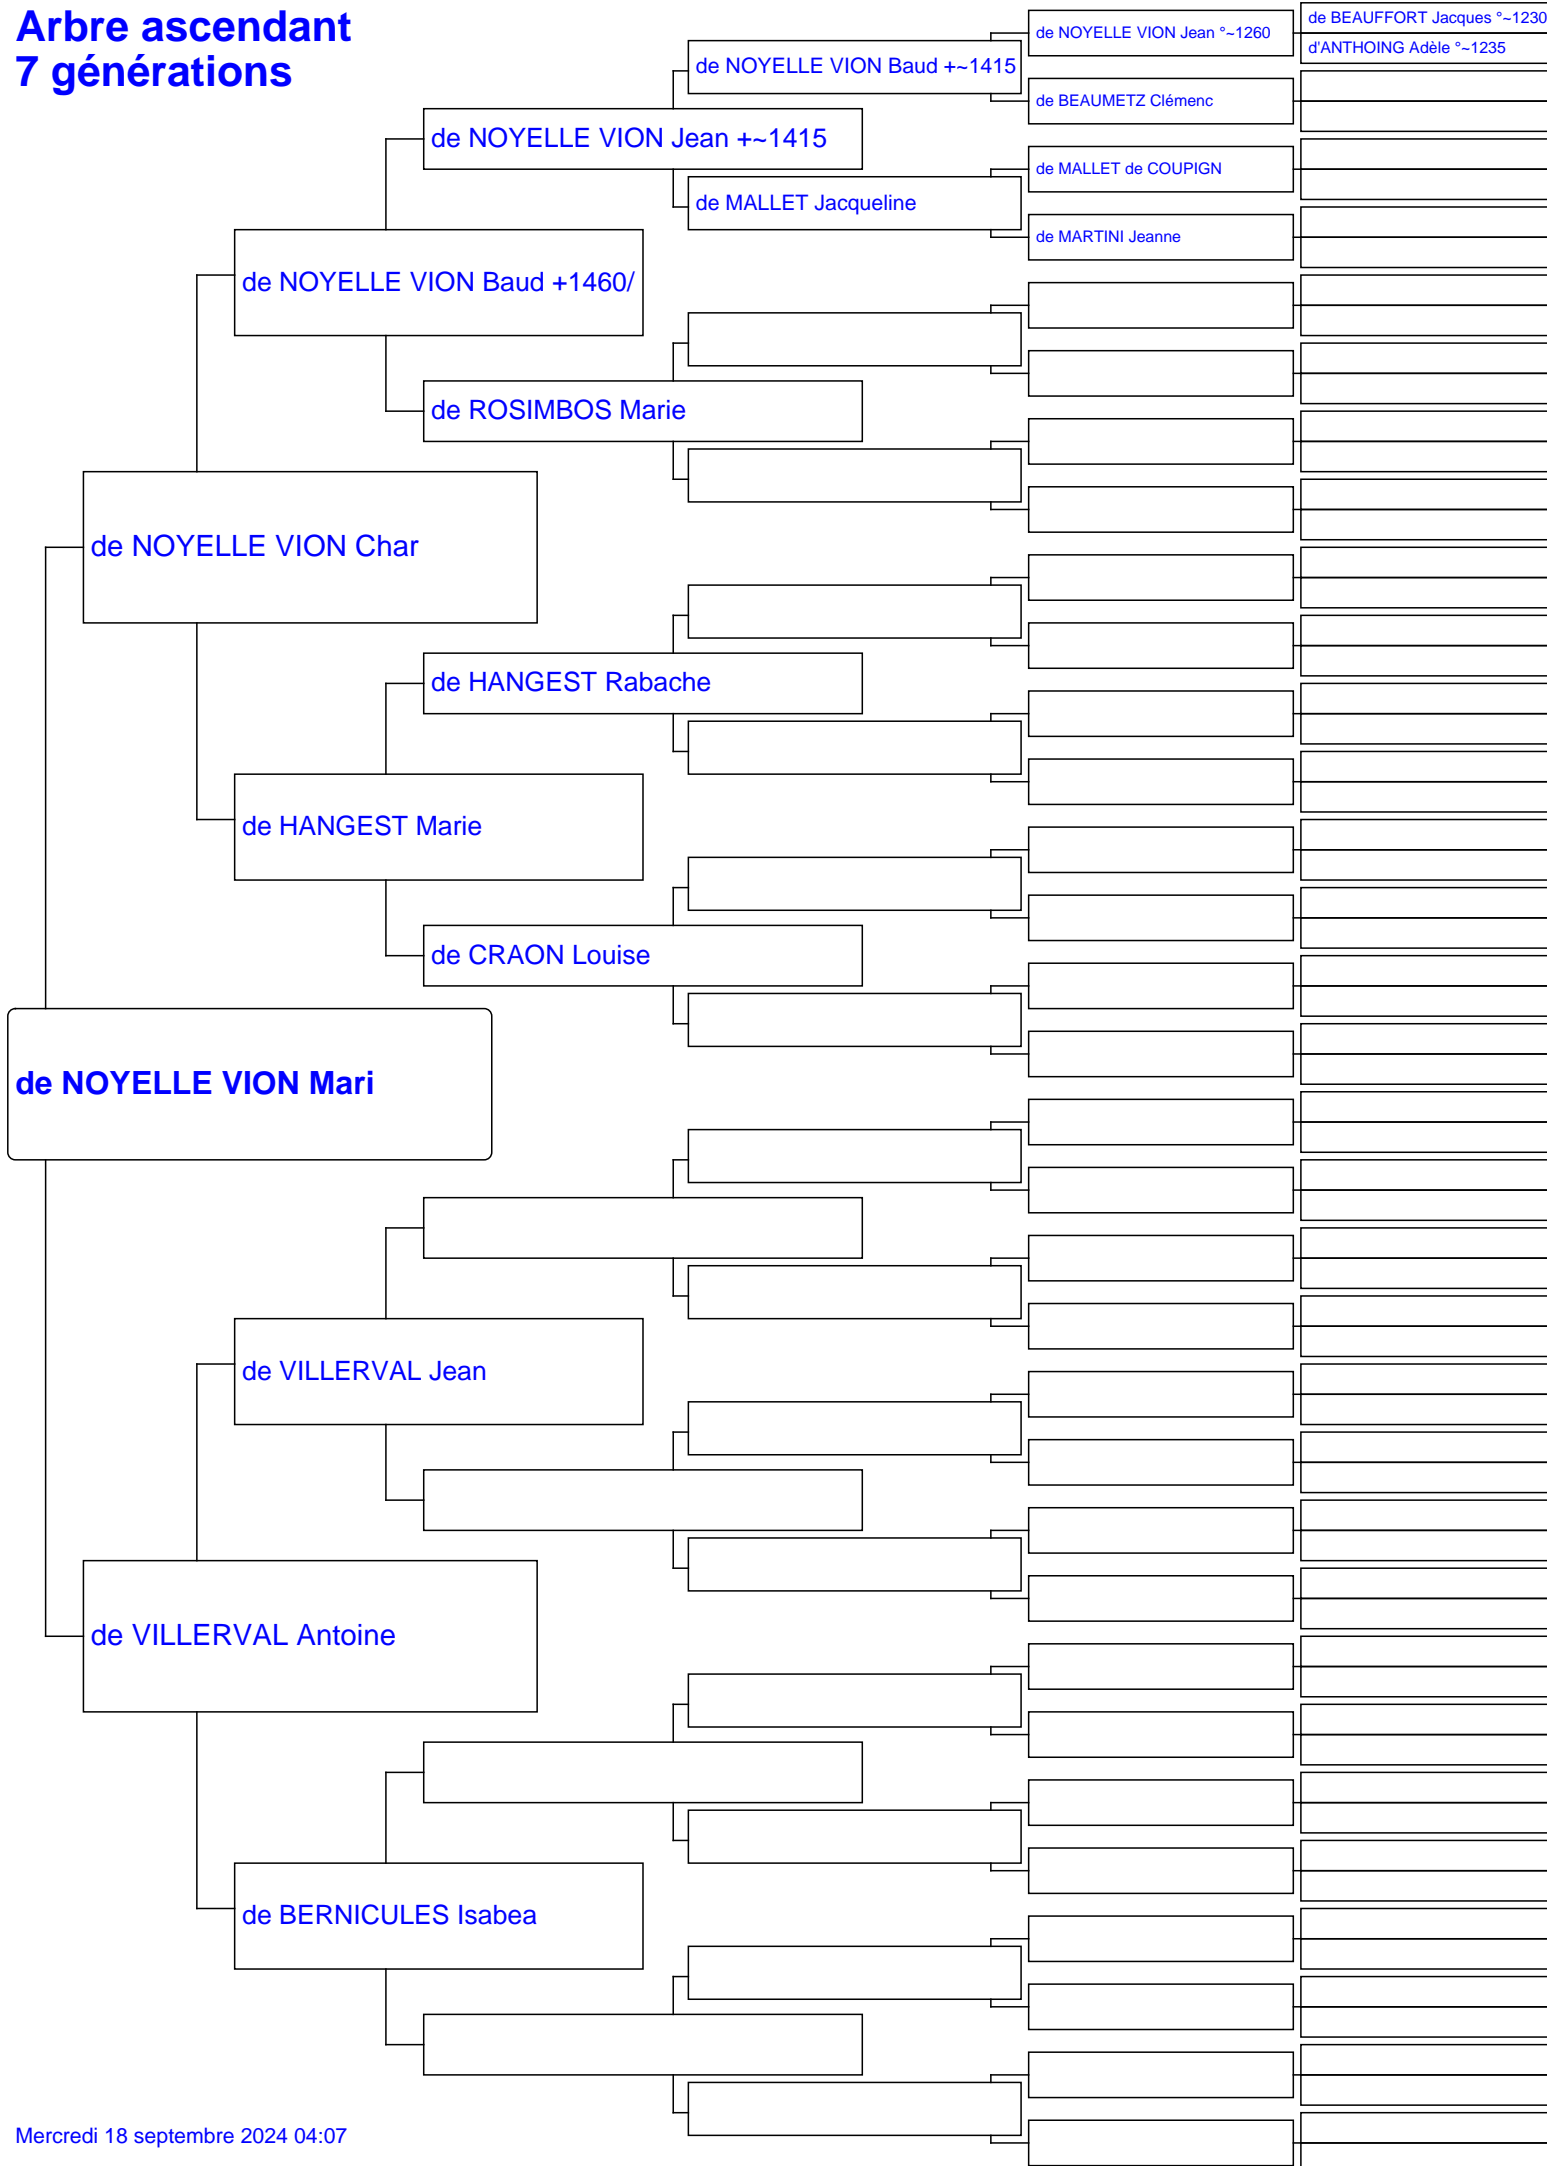 Arbre ascendant
7 générations
de BEAUFFORT Jacques °~1230
d'ANTHOING Adèle °~1235
de NOYELLE VION Jean °~1260
de NOYELLE VION Baud +~1415
de BEAUMETZ Clémenc
de NOYELLE VION Jean +~1415
de MALLET de COUPIGN
de MALLET Jacqueline
de MARTINI Jeanne
de NOYELLE VION Baud +1460/
de ROSIMBOS Marie
de NOYELLE VION Char
de HANGEST Rabache
de HANGEST Marie
de CRAON Louise
de NOYELLE VION Mari
de VILLERVAL Jean
de VILLERVAL Antoine
de BERNICULES Isabea
Mercredi 18 septembre 2024 04:07